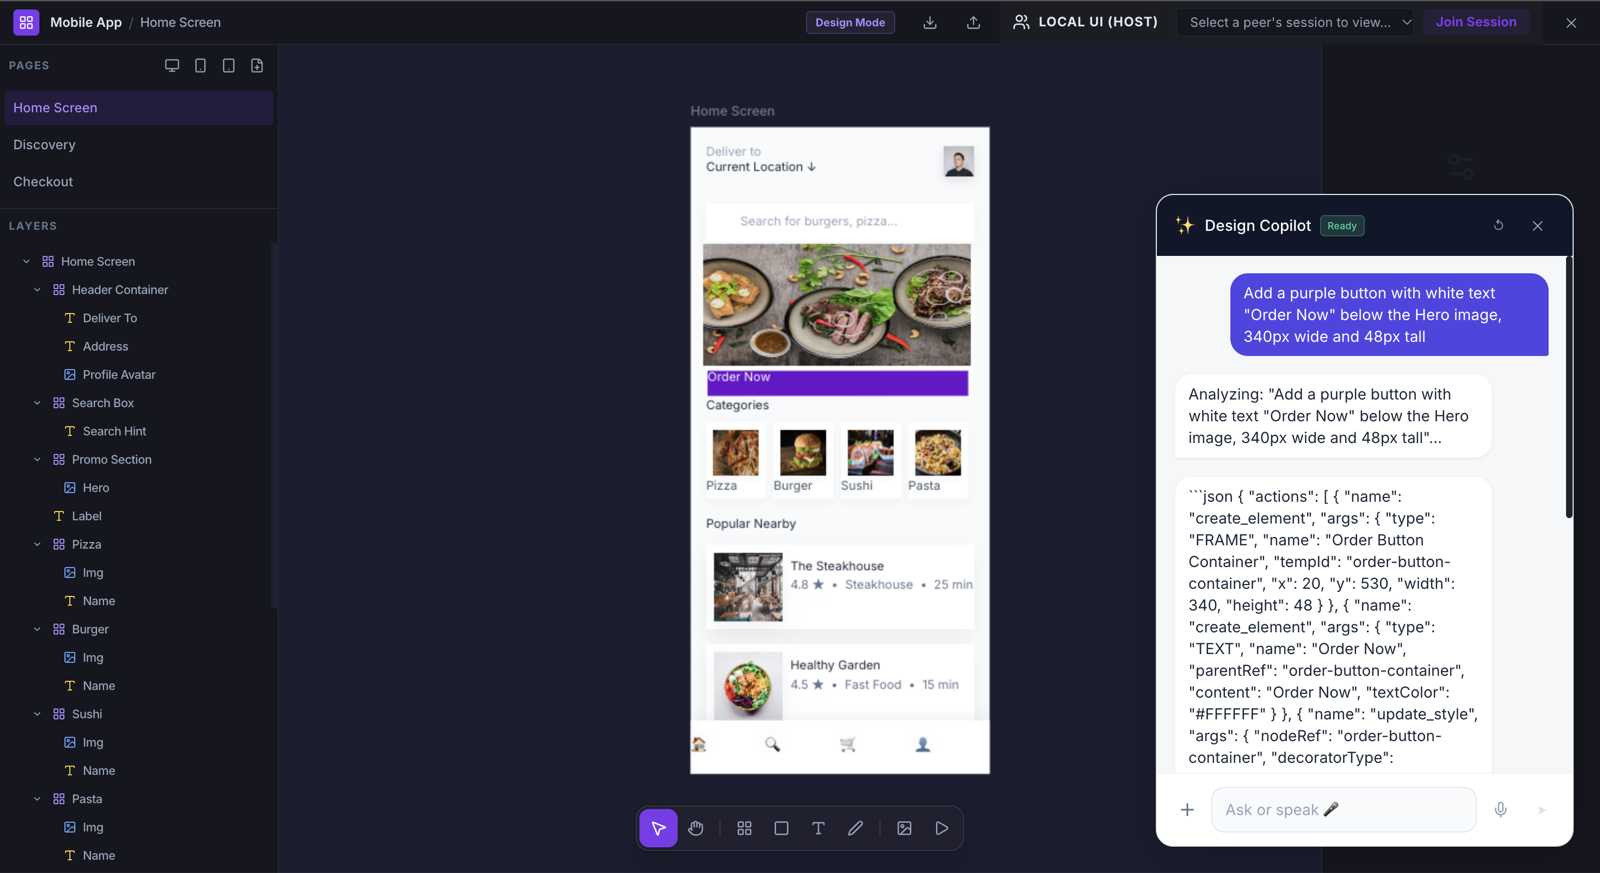 Mobile App / Home Screen
Design Mode
LOCAL UI (HOST)
Select a peer's session to view...
Join Session
PAGES
Home Screen
Discovery
Checkout
LAYERS
Home Screen
Header Container
Deliver To
Address
Profile Avatar
Search Box
Search Hint
Promo Section
Hero
Label
Pizza
Img
Name
Burger
Img
Name
Sushi
Img
Name
Pasta
Img
Name
Home Screen
Deliver to
Current Location ↓
Search for burgers, pizza...
Order Now
Categories
Pizza Burger Sushi Pasta
Popular Nearby
The Steakhouse
4.8 ★ • Steakhouse • 25 min
Healthy Garden
4.5 ★ • Fast Food • 15 min
Design Copilot Ready
Add a purple button with white text
"Order Now" below the Hero image,
340px wide and 48px tall
Analyzing: "Add a purple button with
white text "Order Now" below the Hero
image, 340px wide and 48px tall"...
```json { "actions": [ { "name":
"create_element", "args": { "type":
"FRAME", "name": "Order Button
Container", "tempId": "order-button-
container", "x": 20, "y": 530, "width":
340, "height": 48 } }, { "name":
"create_element", "args": { "type":
"TEXT", "name": "Order Now",
"parentRef": "order-button-container",
"content": "Order Now", "textColor":
"#FFFFFF" } }, { "name": "update_style",
"args": { "nodeRef": "order-button-
container", "decoratorType":
Ask or speak 🎤